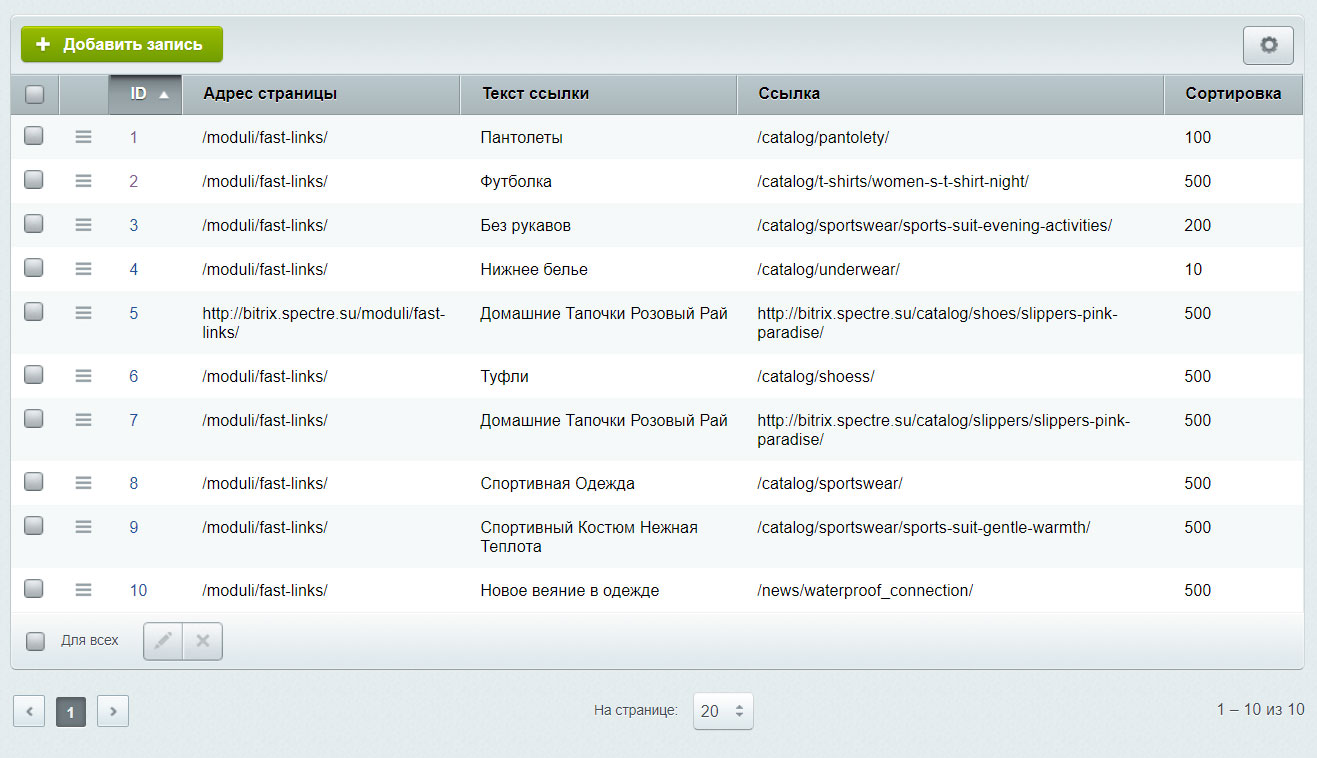 Добавить запись
ID Адрес страницы Текст ссылки Ссылка Сортировка
1 /moduli/fast-links/ Пантолеты /catalog/pantolety/ 100
2 /moduli/fast-links/ Футболка /catalog/t-shirts/women-s-t-shirt-night/ 500
3 /moduli/fast-links/ Без рукавов /catalog/sportswear/sports-suit-evening-activities/ 200
4 /moduli/fast-links/ Нижнее белье /catalog/underwear/ 10
5 http://bitrix.spectre.su/moduli/fast- Домашние Тапочки Розовый Рай http://bitrix.spectre.su/catalog/shoes/slippers-pink- 500
links/ paradise/
6 /moduli/fast-links/ Туфли /catalog/shoess/ 500
7 /moduli/fast-links/ Домашние Тапочки Розовый Рай http://bitrix.spectre.su/catalog/slippers/slippers-pink- 500
paradise/
8 /moduli/fast-links/ Спортивная Одежда /catalog/sportswear/ 500
9 /moduli/fast-links/ Спортивный Костюм Нежная /catalog/sportswear/sports-suit-gentle-warmth/ 500
Теплота
10 /moduli/fast-links/ Новое веяние в одежде /news/waterproof_connection/ 500
Для всех
1 На странице: 20 1 – 10 из 10